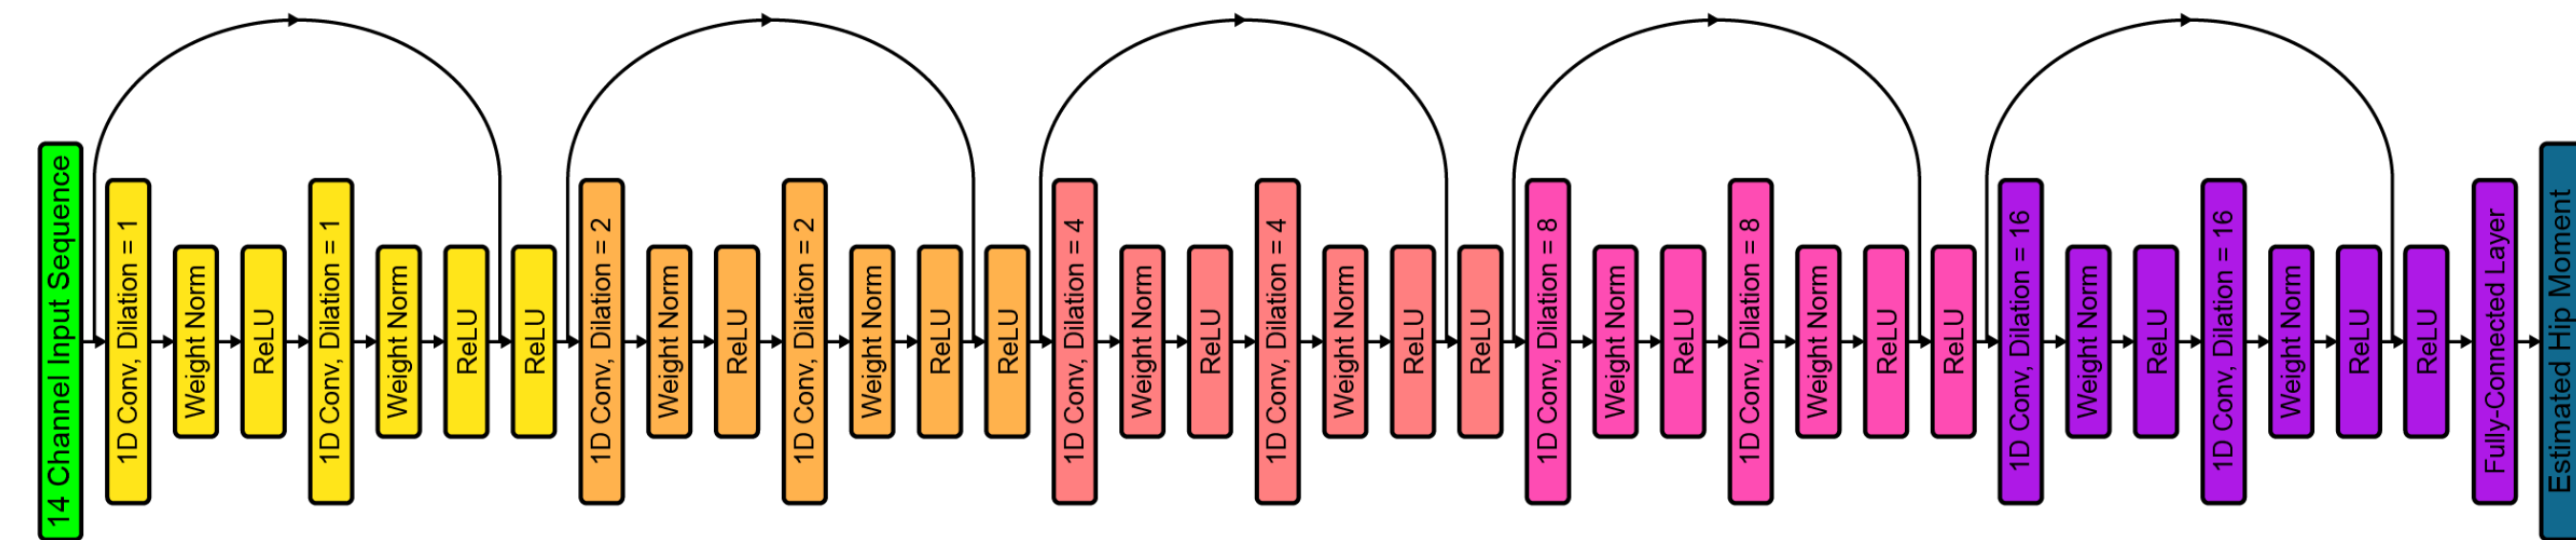 14 Channel Input Sequence
1D Conv, Dilation = 1
Weight Norm
ReLU
1D Conv, Dilation = 1
Weight Norm
ReLU
ReLU
1D Conv, Dilation = 2
Weight Norm
ReLU
1D Conv, Dilation = 2
Weight Norm
ReLU
ReLU
1D Conv, Dilation = 4
Weight Norm
ReLU
1D Conv, Dilation = 4
Weight Norm
ReLU
ReLU
1D Conv, Dilation = 8
Weight Norm
ReLU
1D Conv, Dilation = 8
Weight Norm
ReLU
ReLU
1D Conv, Dilation = 16
Weight Norm
ReLU
1D Conv, Dilation = 16
Weight Norm
ReLU
ReLU
Fully-Connected Layer
Estimated Hip Moment